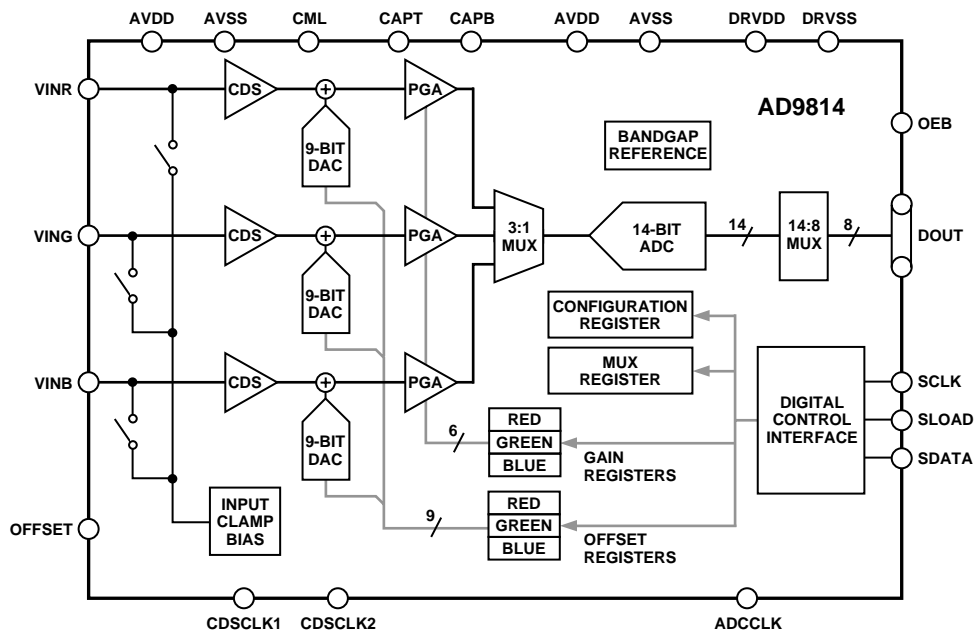 AVDD AVSS CML CAPT CAPB AVDD AVSS DRVDD DRVSS
VINR
CDS
+
PGA
AD9814
OEB
9-BIT
DAC
BANDGAP
REFERENCE
VING
CDS
+
PGA
3:1
MUX
14-BIT
ADC
14
14:8
MUX
8
DOUT
9-BIT
DAC
CONFIGURATION
REGISTER
MUX
REGISTER
VINB
CDS
+
PGA
DIGITAL
CONTROL
INTERFACE
SCLK
SLOAD
SDATA
9-BIT
DAC
6
RED
GREEN
BLUE
GAIN
REGISTERS
INPUT
CLAMP
BIAS
9
RED
GREEN
BLUE
OFFSET
REGISTERS
OFFSET
CDSCLK1 CDSCLK2 ADCCLK